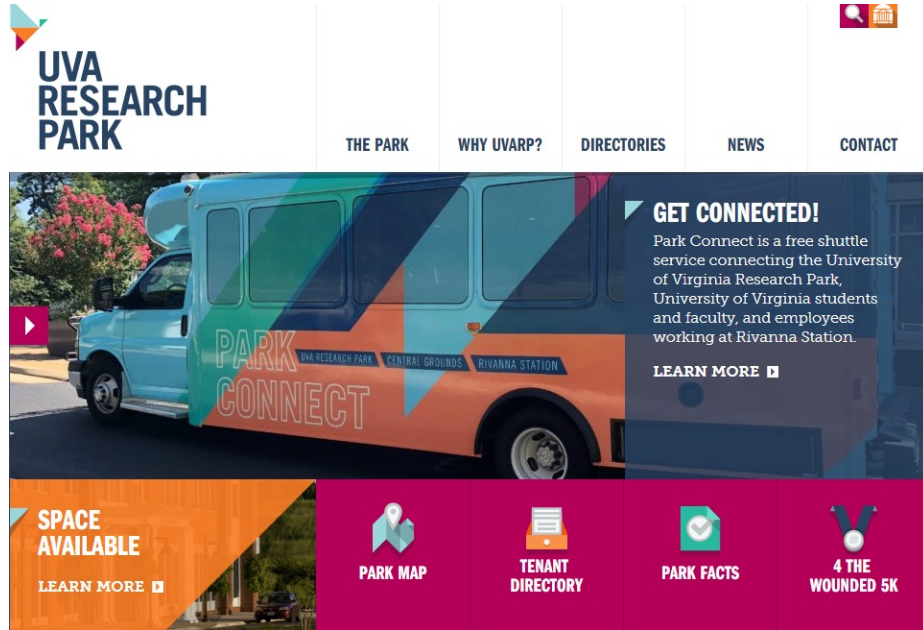 UVA
RESEARCH
PARK
THE PARK
WHY UVARP?
DIRECTORIES
NEWS
CONTACT
PARK
CONNECT
UVA RESEARCH PARK
CENTRAL GROUNDS
RIVANNA STATION
GET CONNECTED!
Park Connect is a free shuttle
service connecting the University
of Virginia Research Park,
University of Virginia students
and faculty, and employees
working at Rivanna Station.
LEARN MORE
SPACE
AVAILABLE
LEARN MORE
PARK MAP
TENANT
DIRECTORY
PARK FACTS
4 THE
WOUNDED 5K